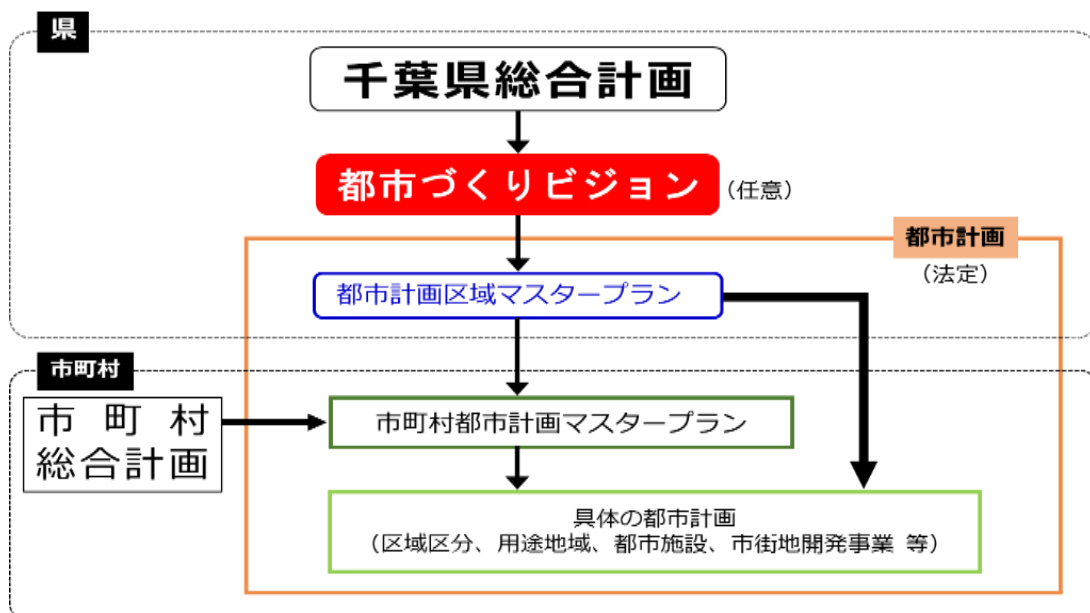 県
千葉県総合計画
都市づくりビジョン
（任意）
都市計画
（法定）
都市計画区域マスタープラン
市町村
市町村
総合計画
市町村都市計画マスタープラン
具体の都市計画
（区域区分、用途地域、都市施設、市街地開発事業 等）